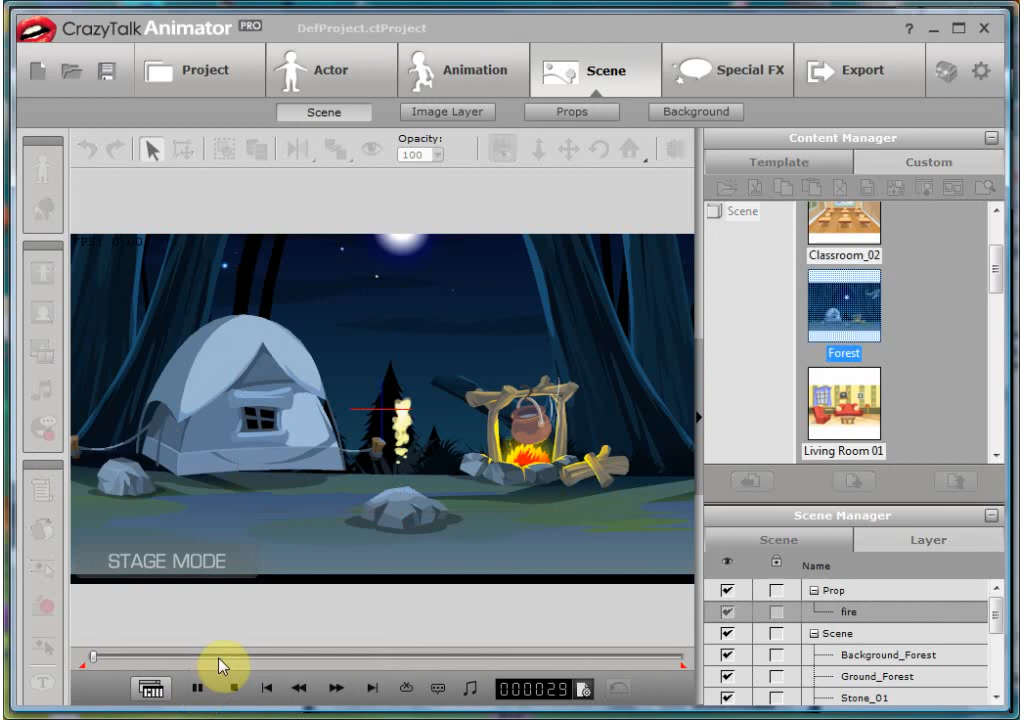 CrazyTalk Animator PRO DefProject.ctProject ?
Project Actor Animation Scene Special FX Export
Scene Image Layer Props Background
Opacity:
100
Content Manager
Template Custom
Scene
Classroom_02
Forest
Living Room 01
STAGE MODE
Scene Manager
Scene Layer
Name
Prop
fire
Scene
Background_Forest
Ground_Forest
Stone_01
000029
T